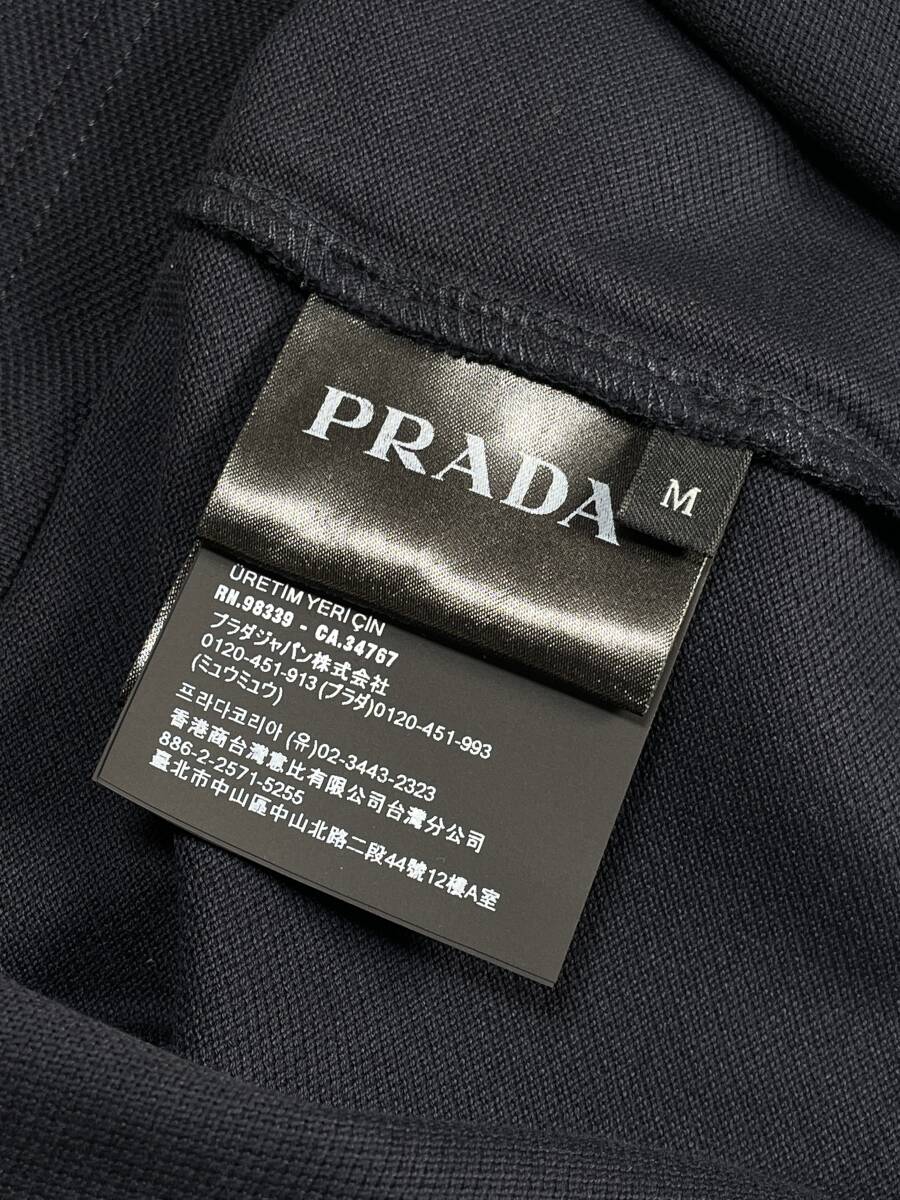 PRADA
M
ÜRETİM YERİ ÇİN
RN.98339 - CA.34767
プラダジャパン株式会社
0120-451-913 (プラダ)0120-451-993
(ミュウミュウ)
프라다코리아 (유)02-3443-2323
香港商台灣惠比有限公司台灣分公司
886-2-2571-5255
臺北市中山區中山北路二段44號12樓A室